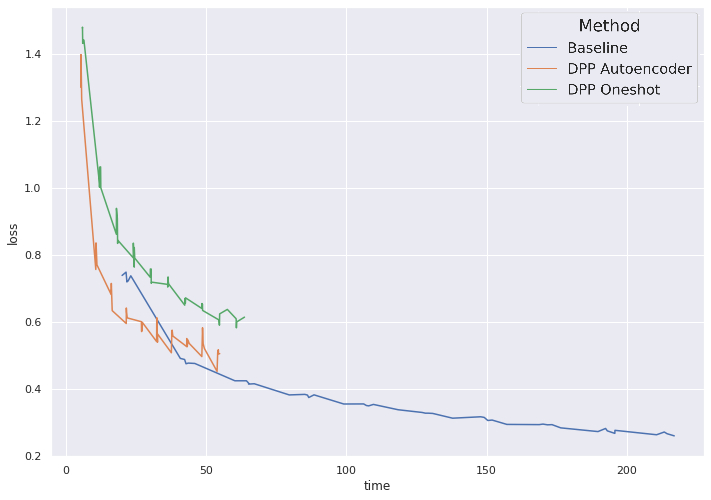 Method
Baseline
DPP Autoencoder
DPP Oneshot
loss
1.4
1.2
1.0
0.8
0.6
0.4
0.2
0 50 100 150 200
time